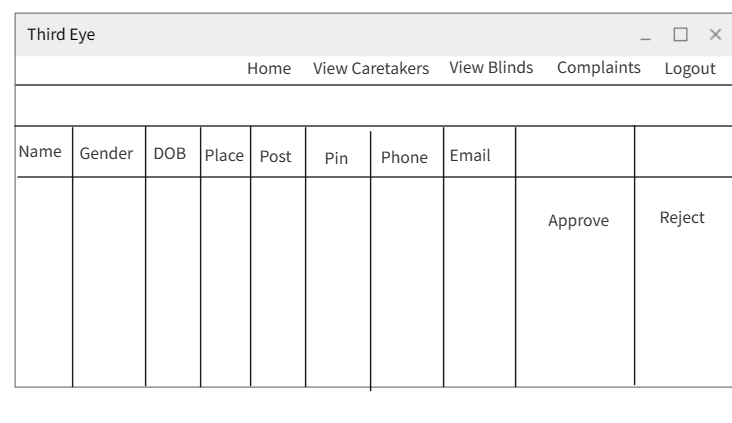 Third Eye
Home View Caretakers View Blinds Complaints Logout
Name Gender DOB Place Post Pin Phone Email
Approve Reject